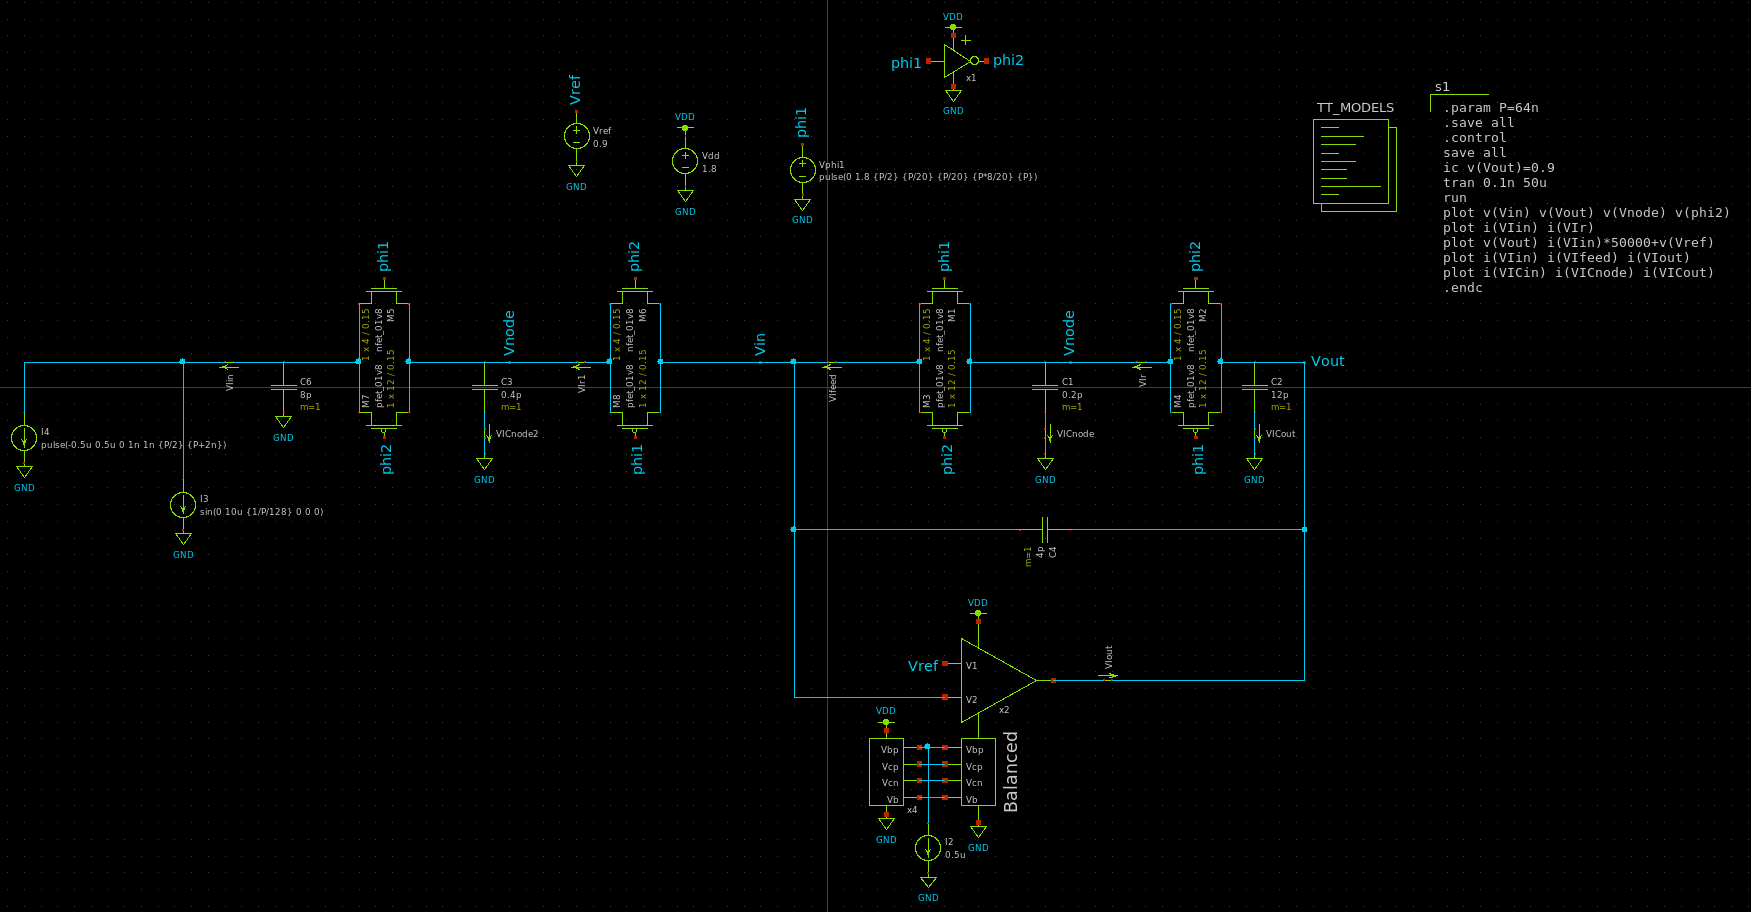 VDD
phi1
phi2
x1
GND
Vref
Vref
0.9
GND
VDD
Vdd
1.8
GND
phi1
Vphi1
pulse(0 1.8 {P/2} {P/20} {P/20} {P*8/20} {P})
GND
TT_MODELS
s1
.param P=64n
.save all
.control
save all
ic v(Vout)=0.9
tran 0.1n 50u
run
plot v(Vin) v(Vout) v(Vnode) v(phi2)
plot i(VIin) i(VIr)
plot v(Vout) i(VIin)*50000+v(Vref)
plot i(VIin) i(VIfeed) i(VIout)
plot i(VICin) i(VICnode) i(VICout)
.endc
phi1
1 x 4 / 0.15
nfet_01v8
M5
M7
pfet_01v8
1 x 12 / 0.15
phi2
phi2
1 x 4 / 0.15
nfet_01v8
M6
M8
pfet_01v8
1 x 12 / 0.15
phi1
phi1
1 x 4 / 0.15
nfet_01v8
M1
M3
pfet_01v8
1 x 12 / 0.15
phi2
phi2
1 x 4 / 0.15
nfet_01v8
M2
M4
pfet_01v8
1 x 12 / 0.15
phi1
Vnode
Vin
Vnode
Vout
VIin
C6
8p
m=1
GND
C3
0.4p
m=1
VICnode2
GND
VIr1
VIfeed
C1
0.2p
m=1
VICnode
GND
VIr
C2
12p
m=1
VICout
GND
I4
pulse(-0.5u 0.5u 0 1n 1n {P/2} {P+2n})
GND
I3
sin(0 10u {1/P/128} 0 0 0)
GND
m=1
4p
C4
VDD
Vref
V1
V2
x2
VIout
VDD
Vbp
Vcp
Vcn
Vb
x4
GND
Vbp
Vcp
Vcn
Vb
Balanced
GND
I2
0.5u
GND